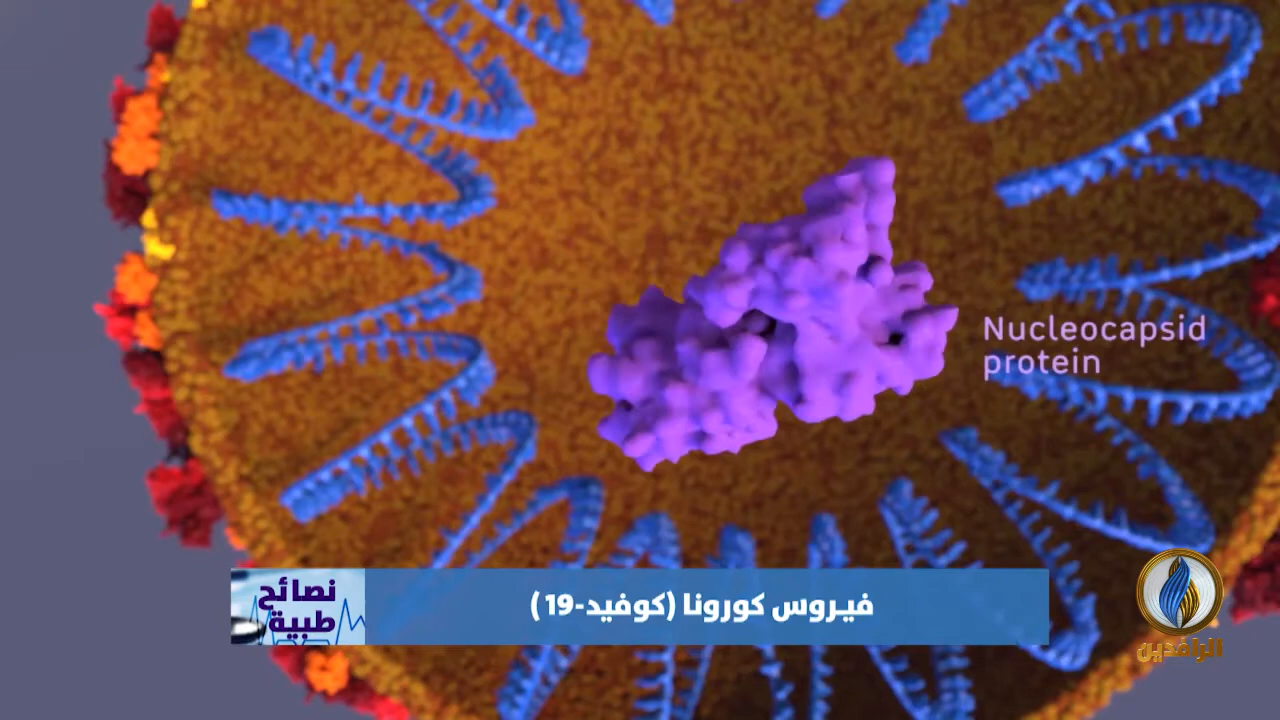 Nucleocapsid
protein
نصائح
طبية
فيروس كورونا (كوفيد-19)
الرافدين